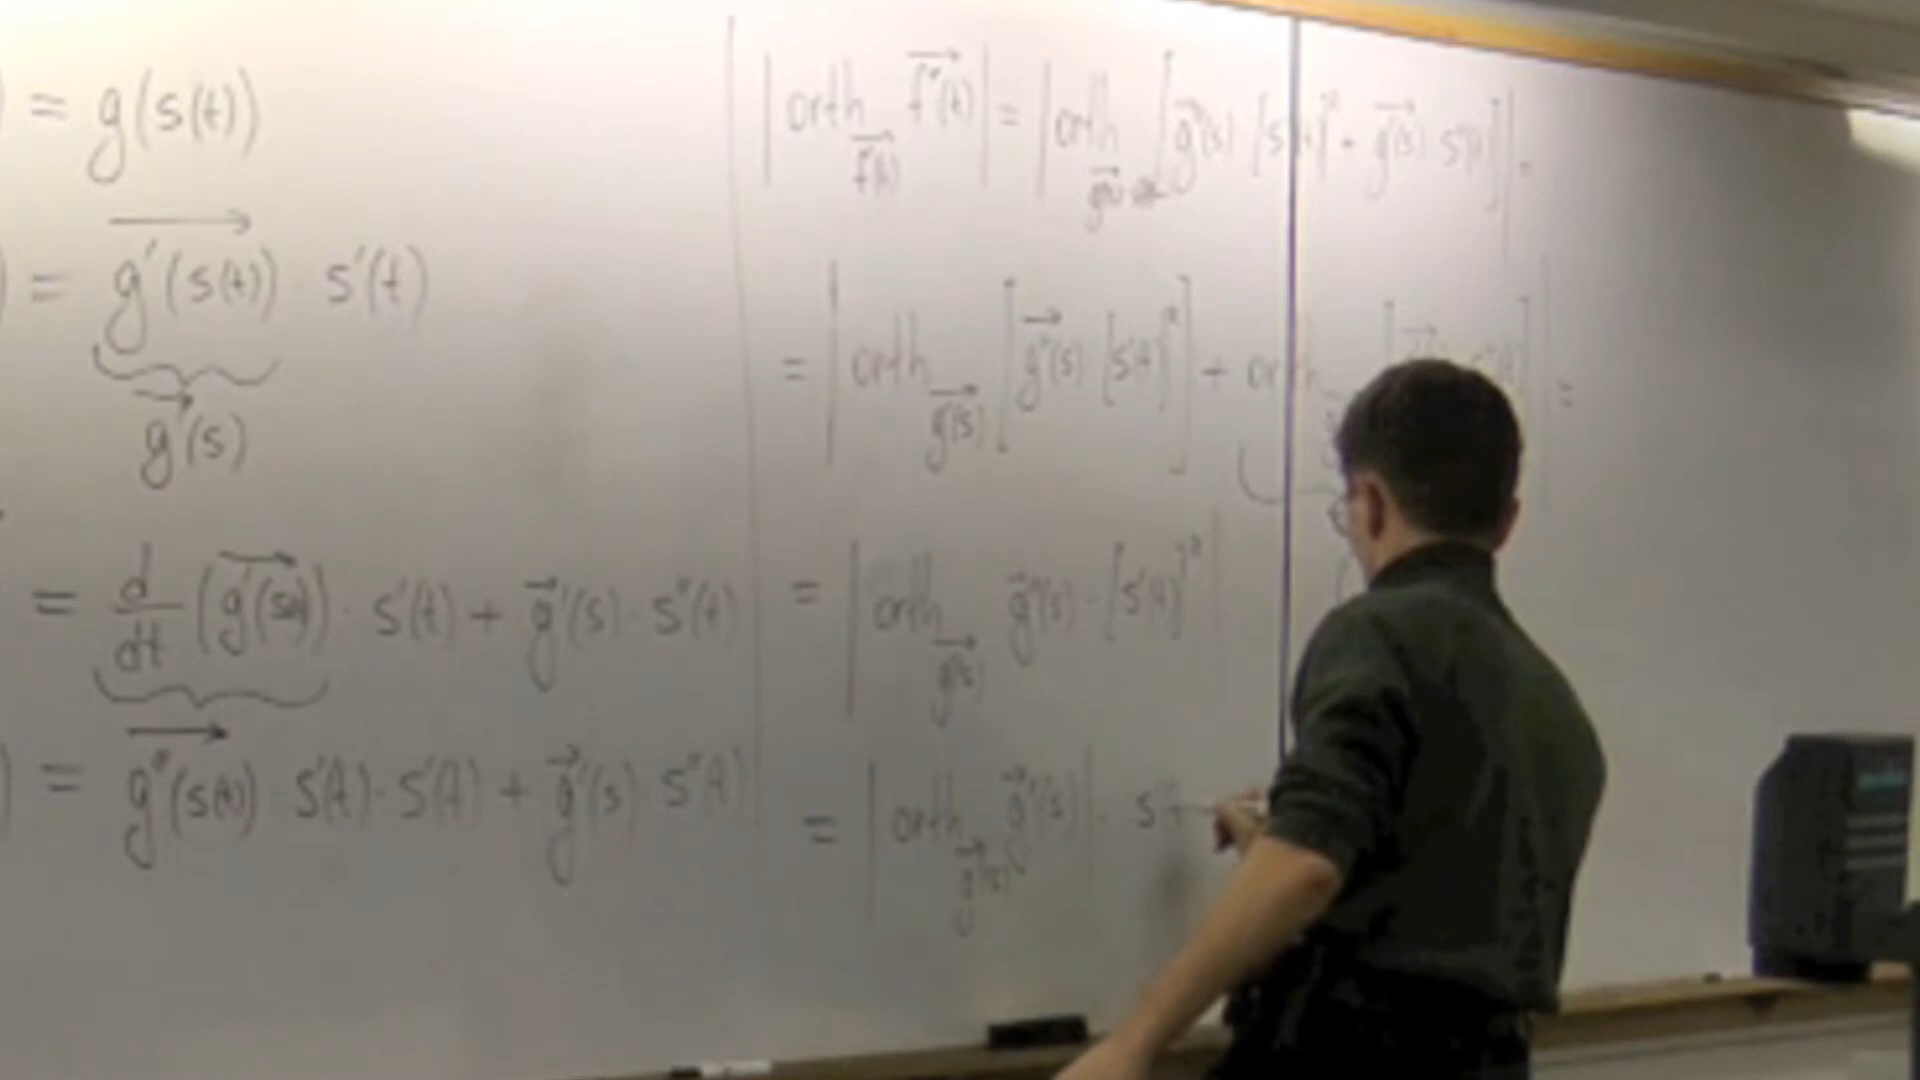 ) = g(s(t))
) = g'(s(t)) · s'(t)
g'(s)
= d/dt (g'(s(t))) · s'(t) + g'(s) · s''(t)
) = g''(s(t)) · s'(t) · s'(t) + g'(s) · s''(t)
| orth f'(t) f''(t) | = | orth g'(s) [ g''(s) [s'(t)]² + g'(s) s''(t) ] | =
= | orth g'(s) [ g''(s) [s'(t)]² ] + orth =
= | orth g'(s) g''(s) · [s'(t)]² |
= | orth g'(s) g''(s) | · s'(t